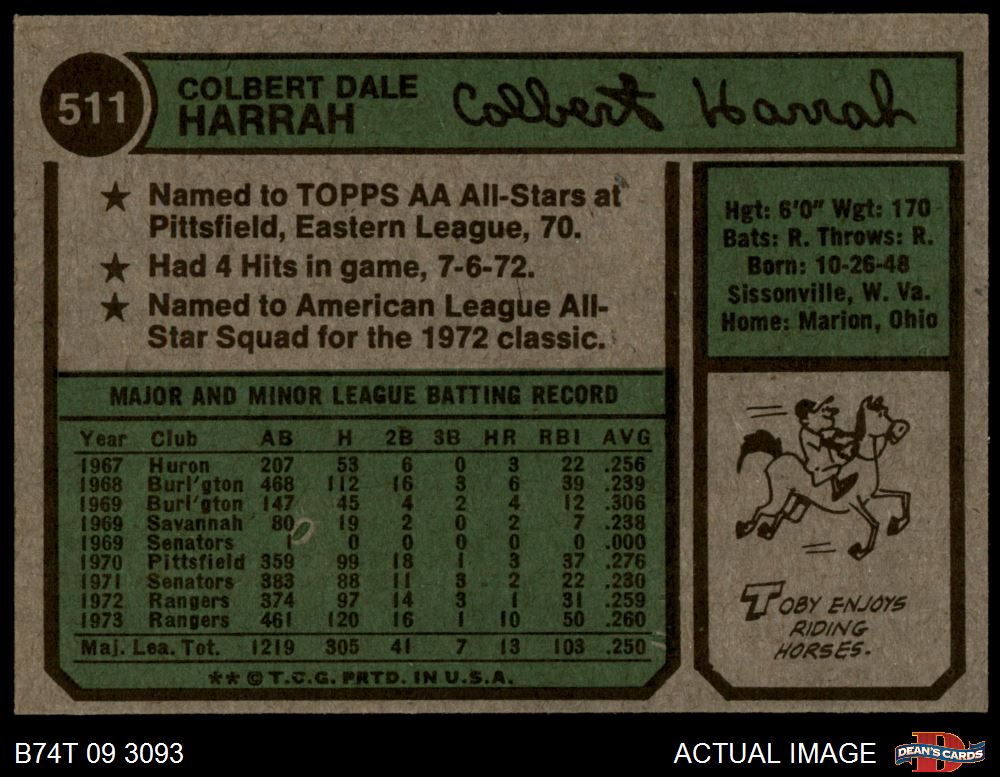 511
COLBERT DALE
HARRAH
Colbert Harrah
★ Named to TOPPS AA All-Stars at
Pittsfield, Eastern League, 70.
★ Had 4 Hits in game, 7-6-72.
★ Named to American League All-
Star Squad for the 1972 classic.
Hgt: 6'0" Wgt: 170
Bats: R. Throws: R.
Born: 10-26-48
Sissonville, W. Va.
Home: Marion, Ohio
MAJOR AND MINOR LEAGUE BATTING RECORD
Year Club AB H 2B 3B HR RBI AVG
1967 Huron 207 53 6 0 3 22 .256
1968 Burl'gton 468 112 16 3 6 39 .239
1969 Burl'gton 147 45 4 2 4 12 .306
1969 Savannah 80 19 2 0 2 7 .238
1969 Senators 1 0 0 0 0 0 .000
1970 Pittsfield 359 99 18 1 3 37 .276
1971 Senators 383 88 11 3 2 22 .230
1972 Rangers 374 97 14 3 1 31 .259
1973 Rangers 461 120 16 1 10 50 .260
Maj. Lea. Tot. 1219 305 41 7 13 103 .250
** © T.C.G. PRTD. IN U.S.A.
TOBY ENJOYS
RIDING
HORSES.
B74T 09 3093
ACTUAL IMAGE
D
DEAN'S CARDS